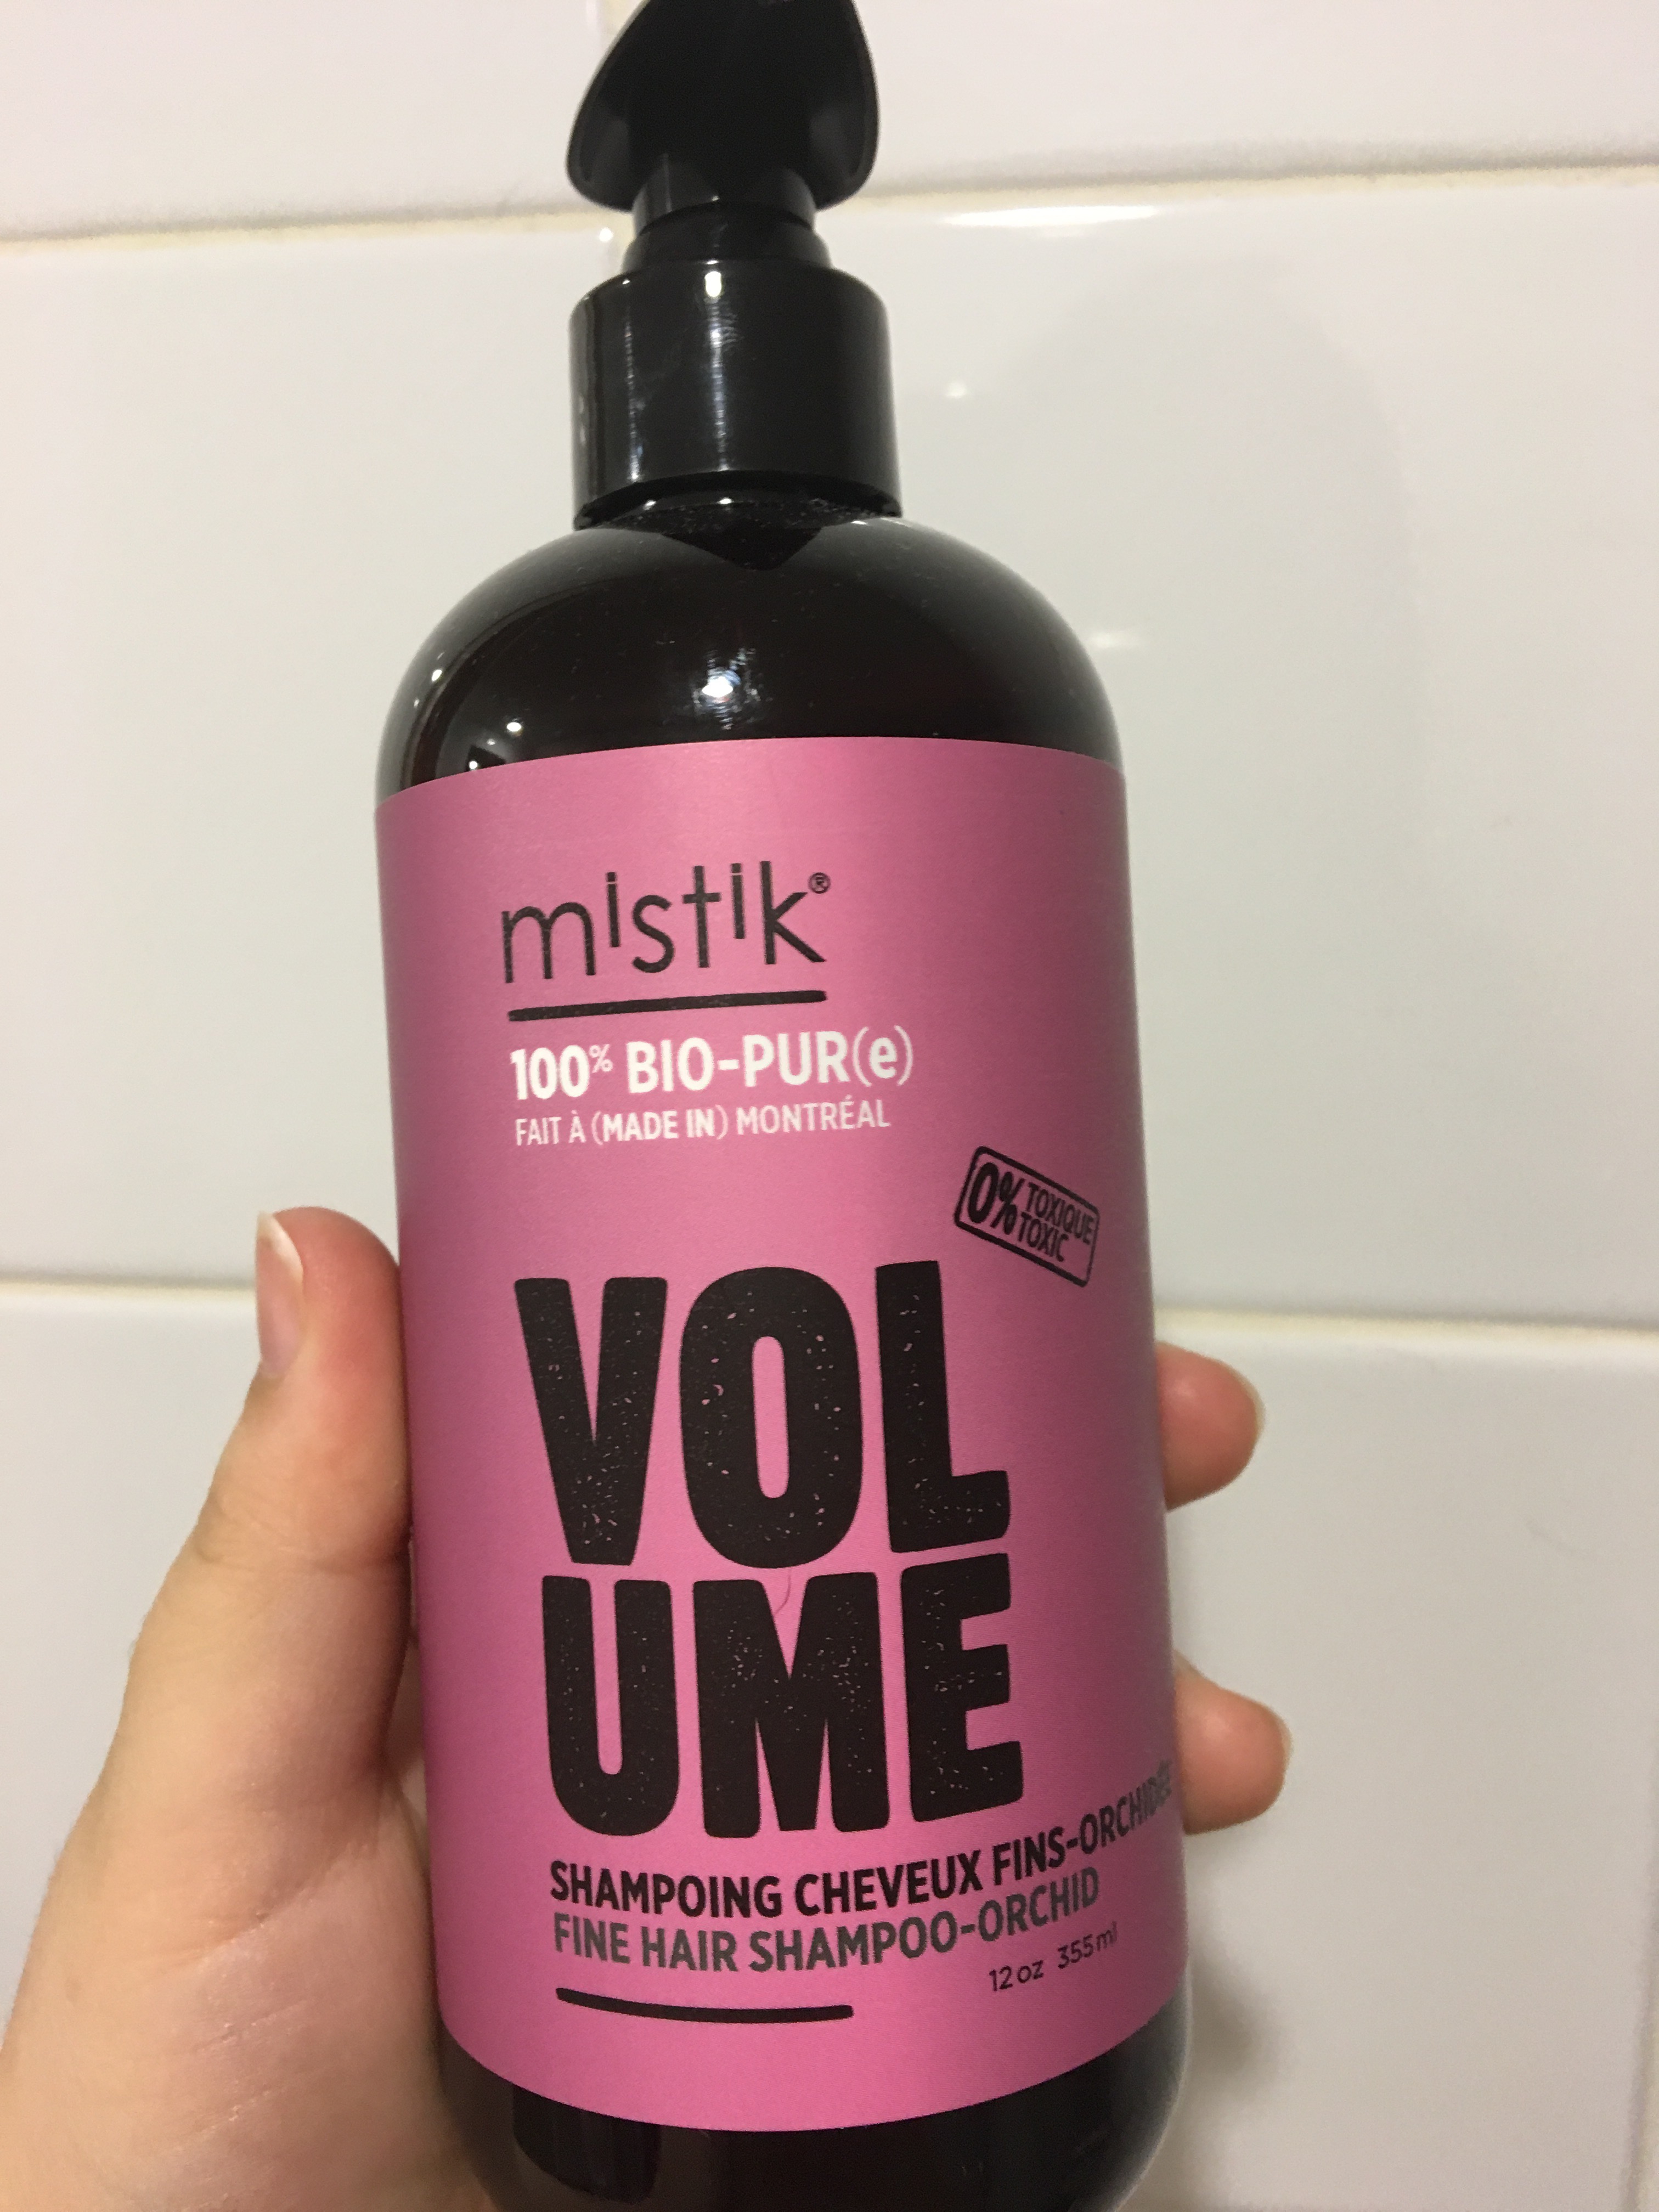 mistik®
100% BIO-PUR(e)
FAIT À (MADE IN) MONTRÉAL
0% TOXIQUE
TOXIC
VOL
UME
SHAMPOING CHEVEUX FINS-ORCHIDÉE
FINE HAIR SHAMPOO-ORCHID
12 oz 355 ml